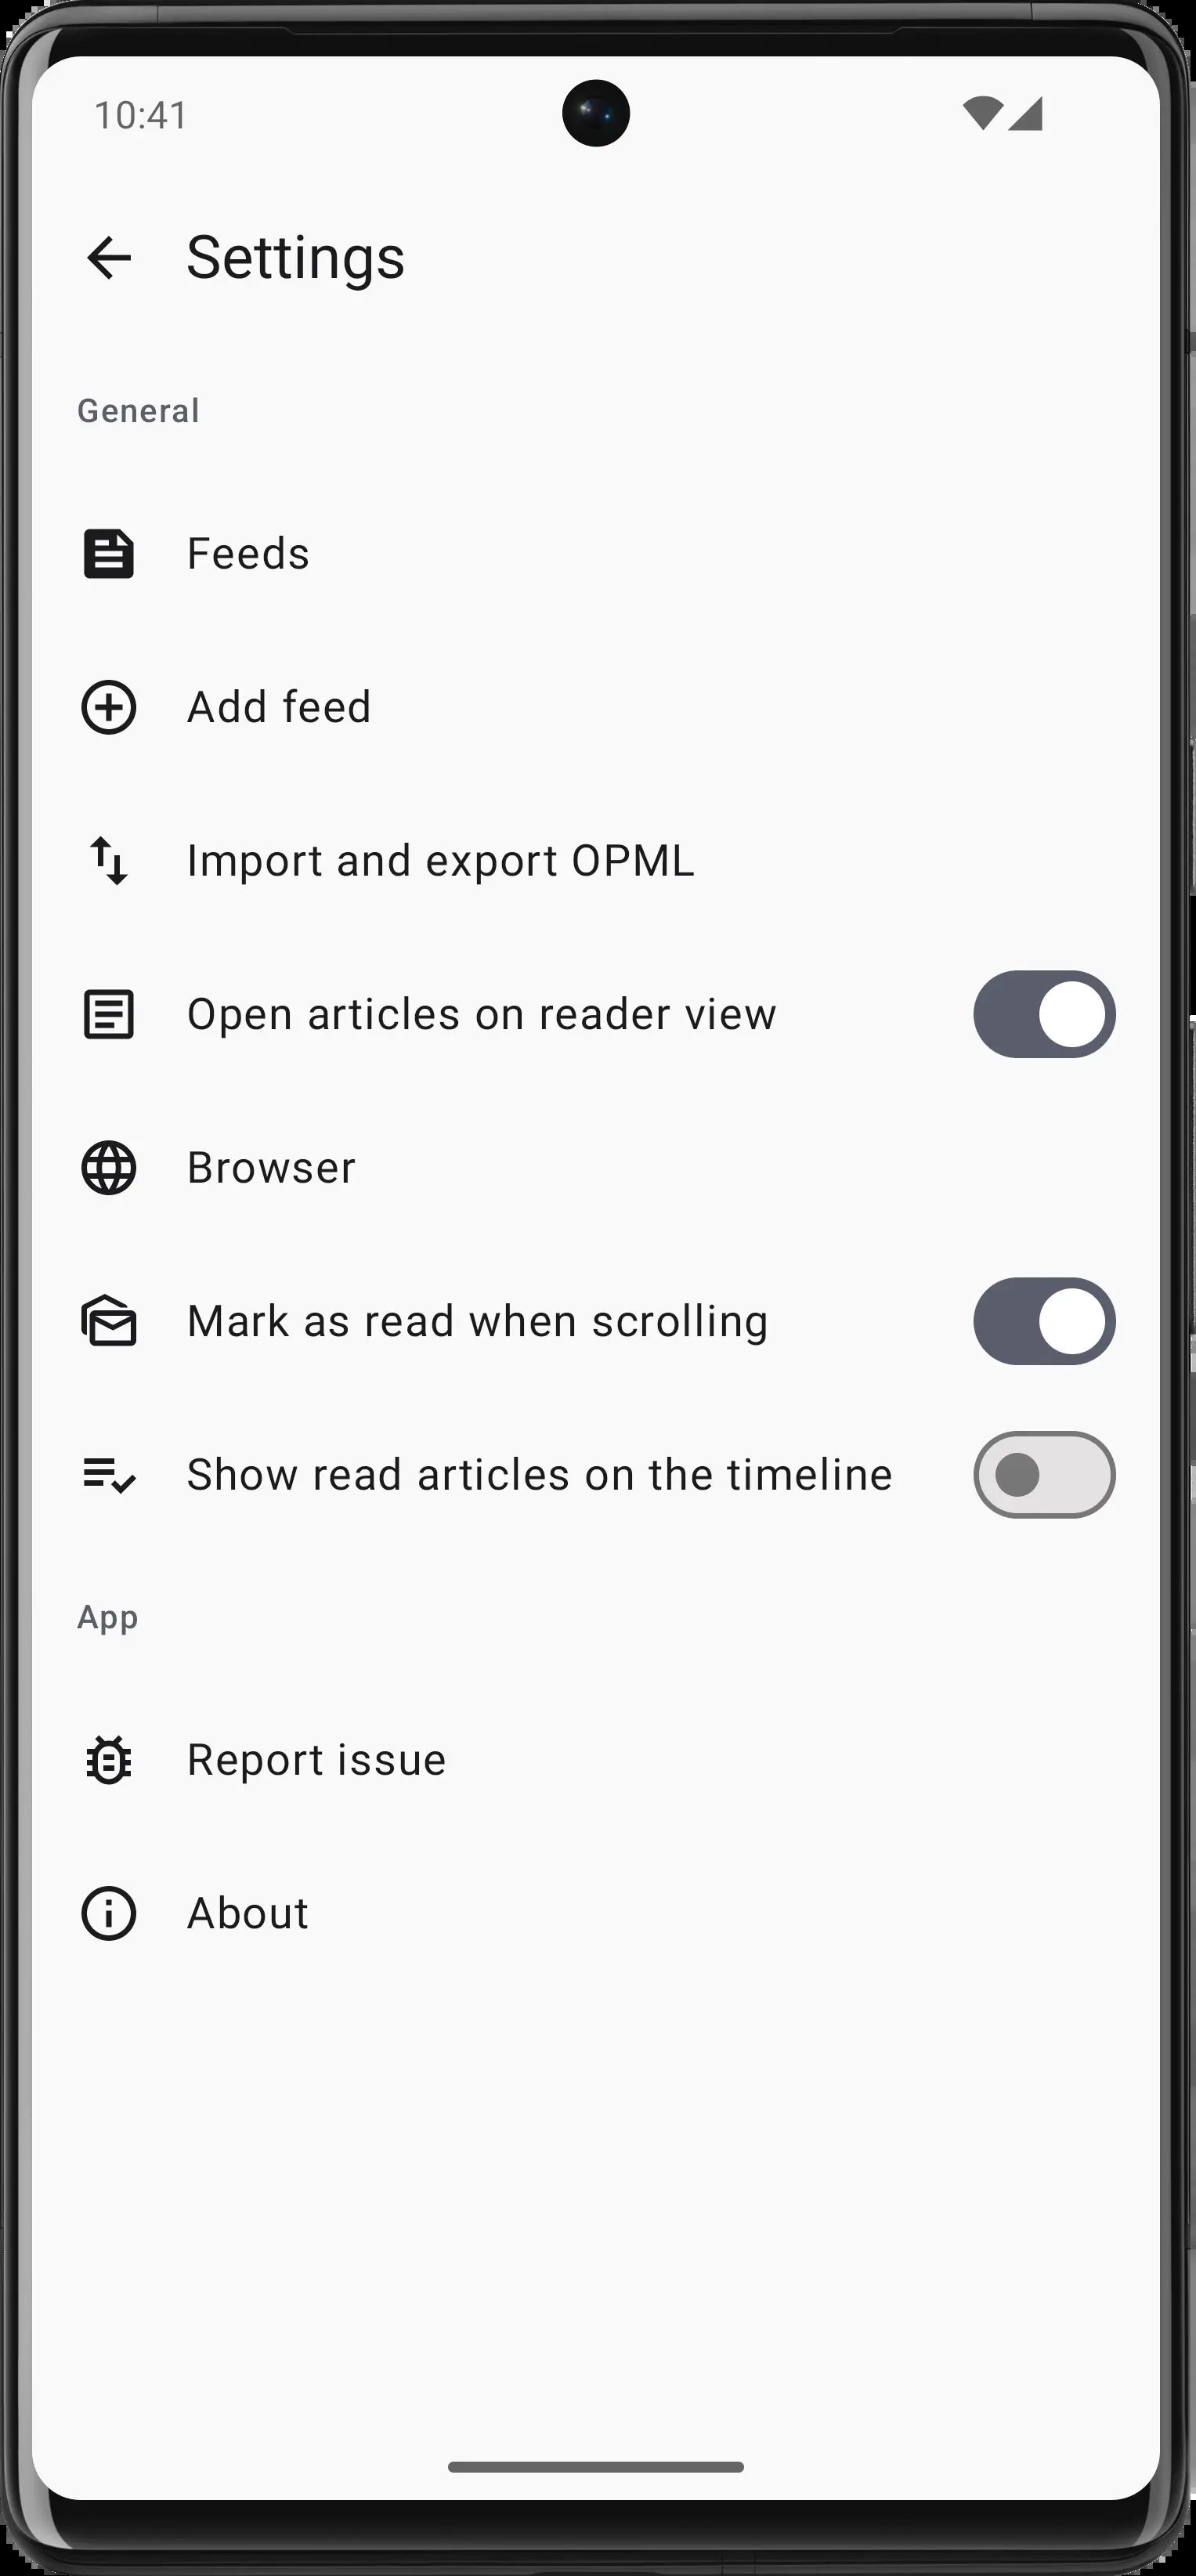 10:41
Settings
General
Feeds
Add feed
Import and export OPML
Open articles on reader view
Browser
Mark as read when scrolling
Show read articles on the timeline
App
Report issue
About